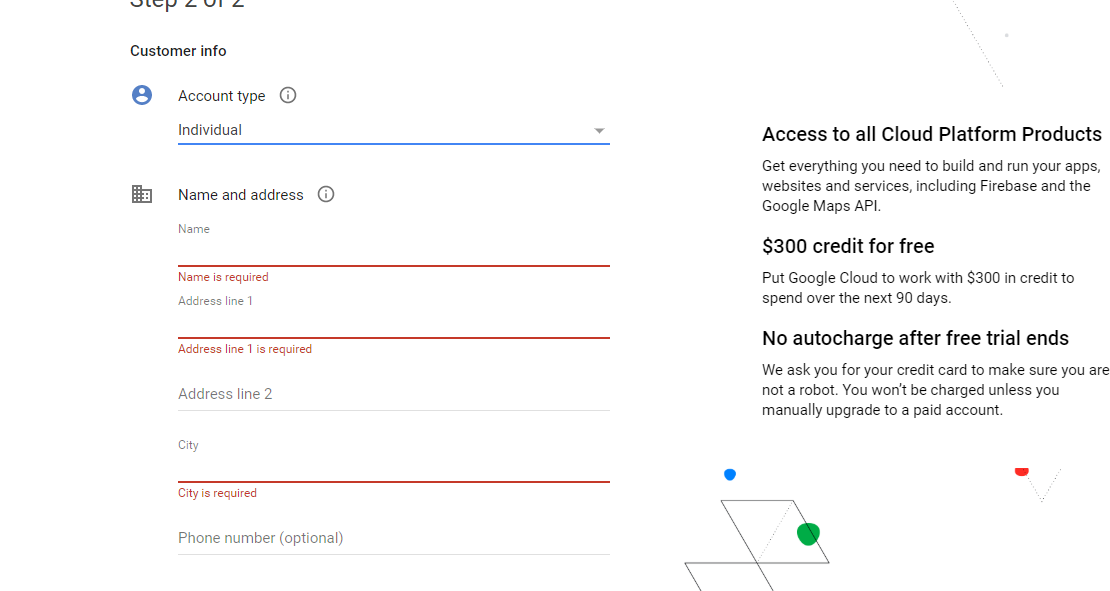 Step 2 of 2
Customer info
Account type
Individual
Name and address
Name
Name is required
Address line 1
Address line 1 is required
Address line 2
City
City is required
Phone number (optional)
Access to all Cloud Platform Products
Get everything you need to build and run your apps,
websites and services, including Firebase and the
Google Maps API.
$300 credit for free
Put Google Cloud to work with $300 in credit to
spend over the next 90 days.
No autocharge after free trial ends
We ask you for your credit card to make sure you are
not a robot. You won’t be charged unless you
manually upgrade to a paid account.